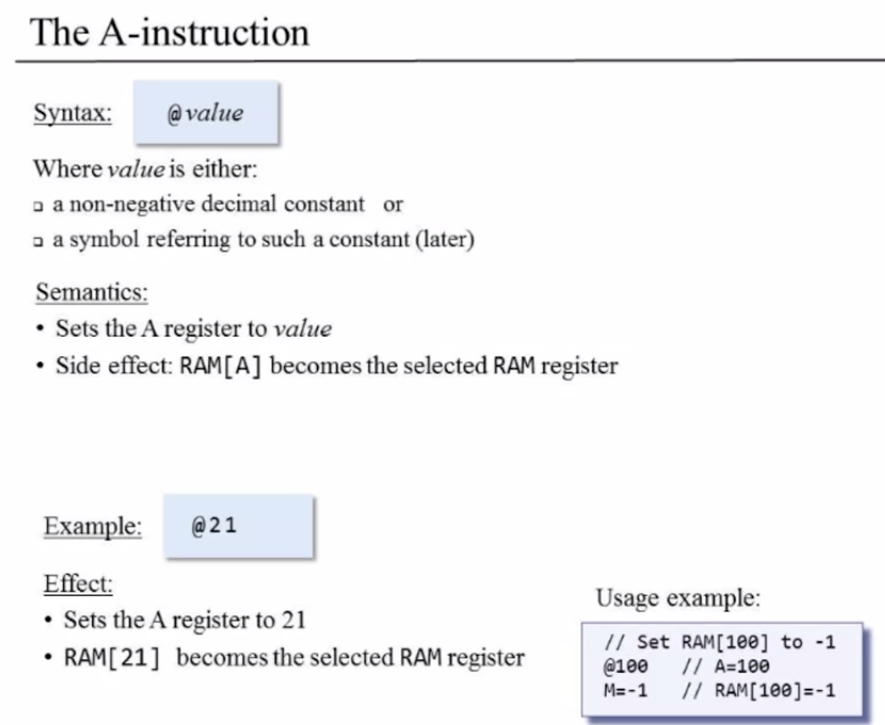 The A-instruction
Syntax: @value
Where value is either:
❑ a non-negative decimal constant or
❑ a symbol referring to such a constant (later)
Semantics:
• Sets the A register to value
• Side effect: RAM[A] becomes the selected RAM register
Example: @21
Effect:
• Sets the A register to 21
• RAM[21] becomes the selected RAM register
Usage example:
// Set RAM[100] to -1
@100 // A=100
M=-1 // RAM[100]=-1